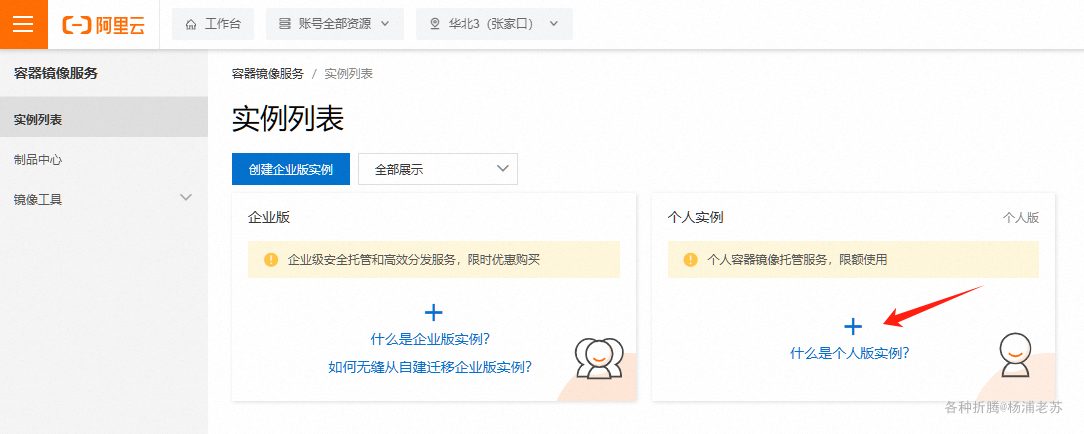 阿里云
工作台
账号全部资源
华北3（张家口）
容器镜像服务
实例列表
制品中心
镜像工具
容器镜像服务 / 实例列表
实例列表
创建企业版实例
全部展示
企业版
企业级安全托管和高效分发服务，限时优惠购买
什么是企业版实例？
如何无缝从自建迁移企业版实例？
个人实例
个人版
个人容器镜像托管服务，限额使用
什么是个人版实例？
各种折腾@杨浦老苏